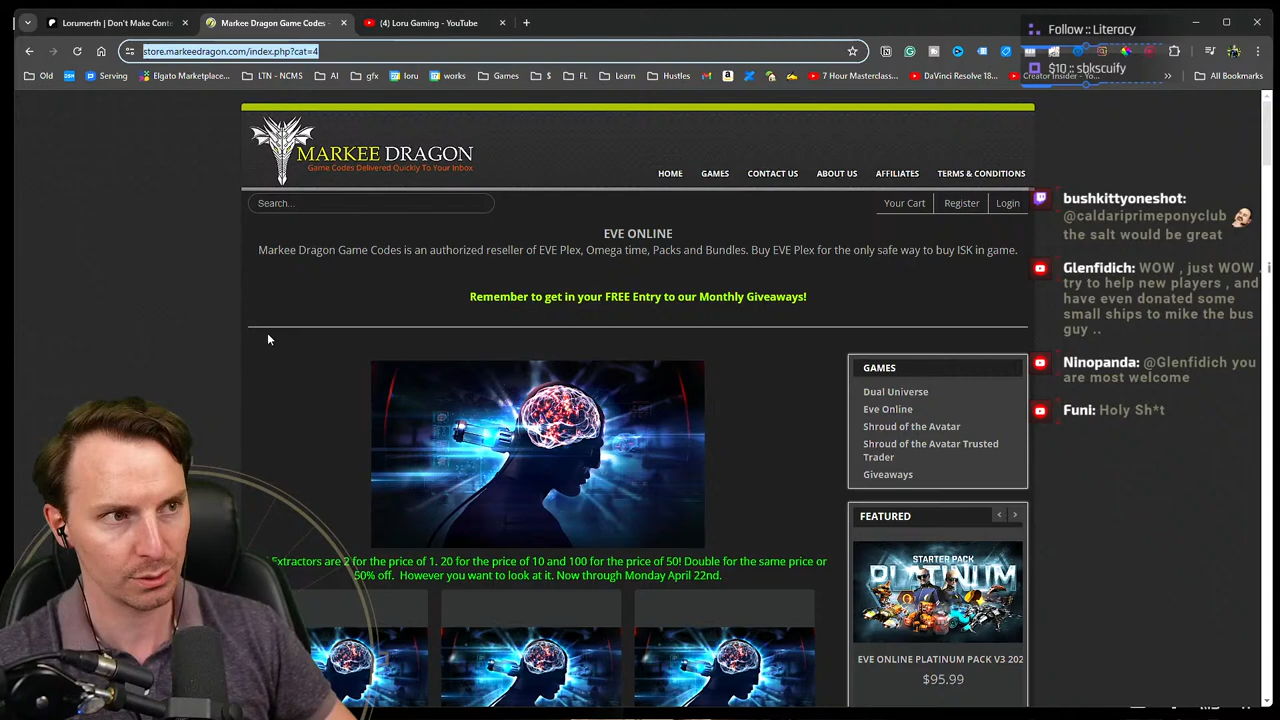 Lorumerth | Don't Make Cont
Markee Dragon Game Codes -
(4) Loru Gaming - YouTube
Follow :: Literacy
store.markeedragon.com/index.php?cat=4
$10 :: sbkscuify
Old
Serving
Elgato Marketplace...
LTN - NCMS
AI
gfx
loru
works
Games
$
FL
Learn
Hustles
7 Hour Masterclass...
DaVinci Resolve 18...
Creator Insider - Yo...
All Bookmarks
MARKEE DRAGON
Game Codes Delivered Quickly To Your Inbox
HOME
GAMES
CONTACT US
ABOUT US
AFFILIATES
TERMS & CONDITIONS
Search...
Your Cart
Register
Login
EVE ONLINE
Markee Dragon Game Codes is an authorized reseller of EVE Plex, Omega time, Packs and Bundles. Buy EVE Plex for the only safe way to buy ISK in game.
Remember to get in your FREE Entry to our Monthly Giveaways!
GAMES
Dual Universe
Eve Online
Shroud of the Avatar
Shroud of the Avatar Trusted
Trader
Giveaways
FEATURED
STARTER PACK
PLATINUM
EVE ONLINE PLATINUM PACK V3 202
$95.99
Extractors are 2 for the price of 1. 20 for the price of 10 and 100 for the price of 50! Double for the same price or
50% off. However you want to look at it. Now through Monday April 22nd.
bushkittyoneshot:
@caldariprimeponyclub
the salt would be great
Glenfidich: WOW , just WOW , i
try to help new players , and
have even donated some
small ships to mike the bus
guy ..
Ninopanda: @Glenfidich you
are most welcome
Funi: Holy Sh*t